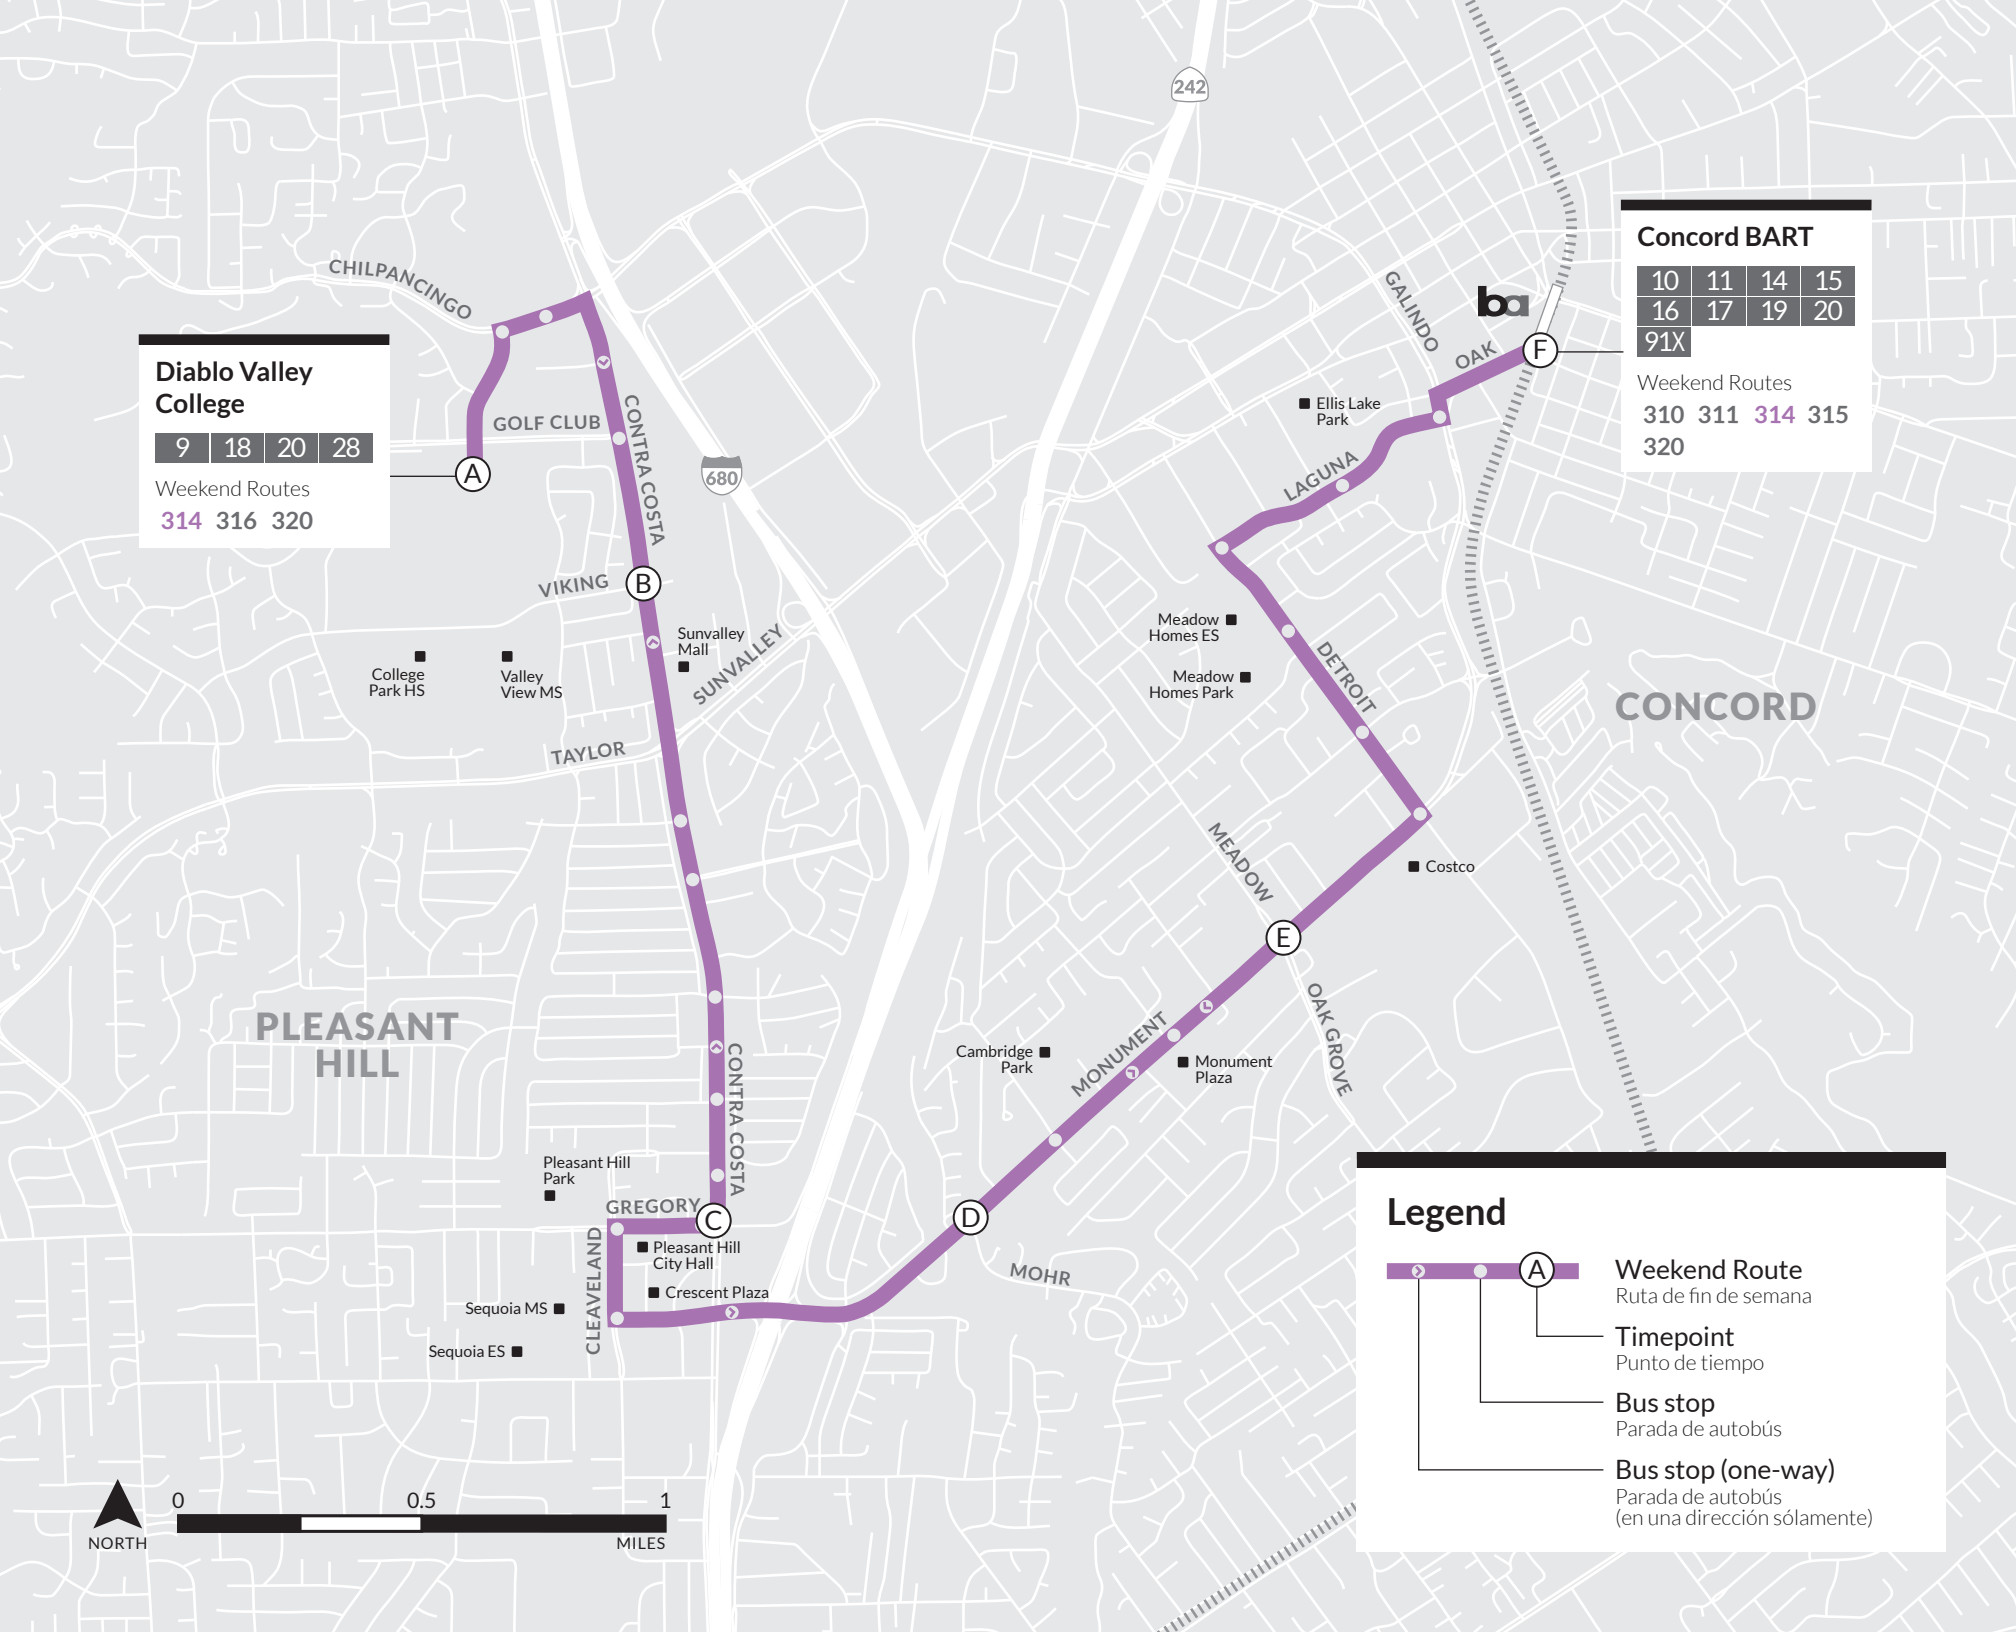 242
CHILPANCINGO
Concord BART
10 11 14 15
16 17 19 20
91X
Weekend Routes
310 311 314 315
320
GALINDO
ba
OAK
F
Diablo Valley
College
9 18 20 28
Weekend Routes
314 316 320
GOLF CLUB
A
CONTRA COSTA
680
Ellis Lake
Park
LAGUNA
VIKING
B
Sunvalley
Mall
SUNVALLEY
College
Park HS
Valley
View MS
TAYLOR
Meadow
Homes ES
Meadow
Homes Park
DETROIT
CONCORD
MEADOW
Costco
E
OAK GROVE
PLEASANT
HILL
CONTRA COSTA
Cambridge
Park
MONUMENT
Monument
Plaza
Pleasant Hill
Park
GREGORY
C
D
CLEAVELAND
Pleasant Hill
City Hall
Crescent Plaza
MOHR
Sequoia MS
Sequoia ES
Legend
A
Weekend Route
Ruta de fin de semana
Timepoint
Punto de tiempo
Bus stop
Parada de autobús
Bus stop (one-way)
Parada de autobús
(en una dirección sólamente)
0 0.5 1
NORTH
MILES